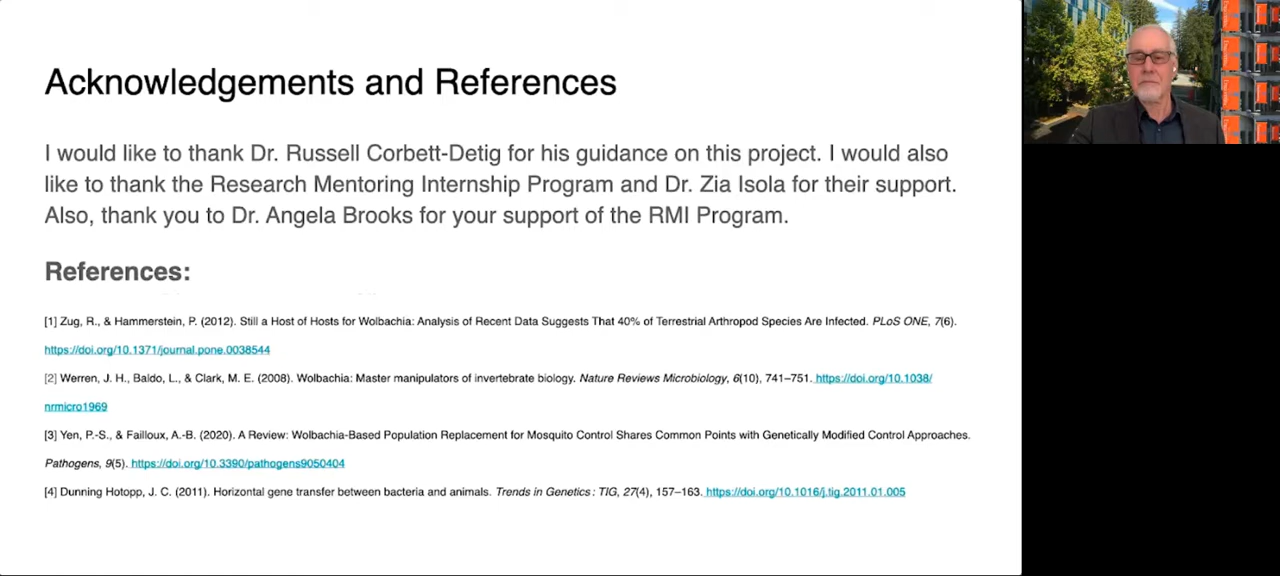 Acknowledgements and References
I would like to thank Dr. Russell Corbett-Detig for his guidance on this project. I would also
like to thank the Research Mentoring Internship Program and Dr. Zia Isola for their support.
Also, thank you to Dr. Angela Brooks for your support of the RMI Program.
References:
[1] Zug, R., & Hammerstein, P. (2012). Still a Host of Hosts for Wolbachia: Analysis of Recent Data Suggests That 40% of Terrestrial Arthropod Species Are Infected. PLoS ONE, 7(6).
https://doi.org/10.1371/journal.pone.0038544
[2] Werren, J. H., Baldo, L., & Clark, M. E. (2008). Wolbachia: Master manipulators of invertebrate biology. Nature Reviews Microbiology, 6(10), 741–751. https://doi.org/10.1038/
nrmicro1969
[3] Yen, P.-S., & Failloux, A.-B. (2020). A Review: Wolbachia-Based Population Replacement for Mosquito Control Shares Common Points with Genetically Modified Control Approaches.
Pathogens, 9(5). https://doi.org/10.3390/pathogens9050404
[4] Dunning Hotopp, J. C. (2011). Horizontal gene transfer between bacteria and animals. Trends in Genetics : TIG, 27(4), 157–163. https://doi.org/10.1016/j.tig.2011.01.005